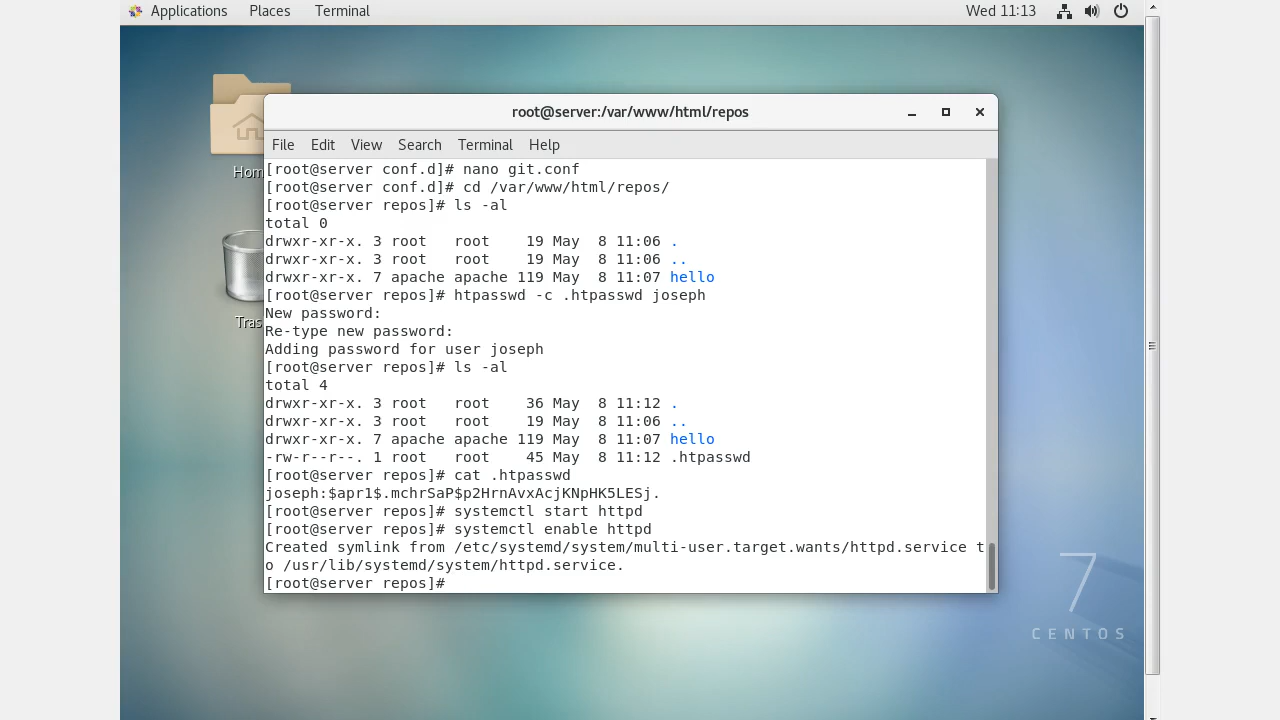 Applications Places Terminal Wed 11:13
root@server:/var/www/html/repos
File Edit View Search Terminal Help
[root@server conf.d]# nano git.conf
[root@server conf.d]# cd /var/www/html/repos/
[root@server repos]# ls -al
total 0
drwxr-xr-x. 3 root   root    19 May  8 11:06 .
drwxr-xr-x. 3 root   root    19 May  8 11:06 ..
drwxr-xr-x. 7 apache apache 119 May  8 11:07 hello
[root@server repos]# htpasswd -c .htpasswd joseph
New password:
Re-type new password:
Adding password for user joseph
[root@server repos]# ls -al
total 4
drwxr-xr-x. 3 root   root    36 May  8 11:12 .
drwxr-xr-x. 3 root   root    19 May  8 11:06 ..
drwxr-xr-x. 7 apache apache 119 May  8 11:07 hello
-rw-r--r--. 1 root   root    45 May  8 11:12 .htpasswd
[root@server repos]# cat .htpasswd
joseph:$apr1$.mchrSaP$p2HrnAvxAcjKNpHK5LESj.
[root@server repos]# systemctl start httpd
[root@server repos]# systemctl enable httpd
Created symlink from /etc/systemd/system/multi-user.target.wants/httpd.service t
o /usr/lib/systemd/system/httpd.service.
[root@server repos]#
Hom
Tras
7
CENTOS